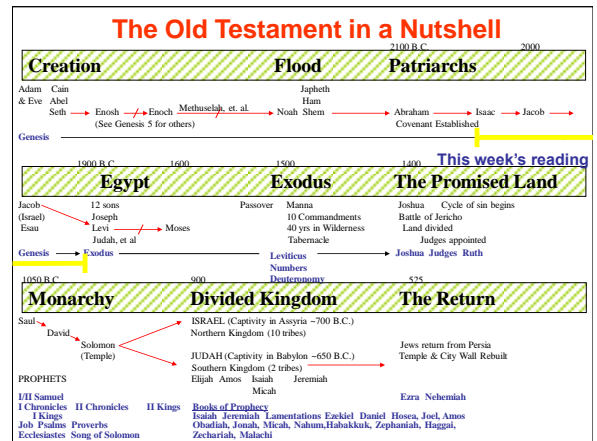 The Old Testament in a Nutshell
2100 B.C. 2000
Creation Flood Patriarchs
Adam Cain Japheth
& Eve Abel Ham
Seth Enosh Enoch Methuselah, et. al. Noah Shem Abraham Isaac Jacob
(See Genesis 5 for others) Covenant Established
Genesis
This week's reading
1900 B.C. 1600 1500 1400
Egypt Exodus The Promised Land
Jacob 12 sons Passover Manna Joshua Cycle of sin begins
(Israel) Joseph 10 Commandments Battle of Jericho
Esau Levi Moses 40 yrs in Wilderness Land divided
Judah, et al Tabernacle Judges appointed
Genesis Exodus Leviticus Joshua Judges Ruth
Numbers
Deuteronomy
1050 B.C. 900 525
Monarchy Divided Kingdom The Return
Saul ISRAEL (Captivity in Assyria ~700 B.C.)
David Northern Kingdom (10 tribes)
Solomon Jews return from Persia
(Temple) JUDAH (Captivity in Babylon ~650 B.C.) Temple & City Wall Rebuilt
Southern Kingdom (2 tribes)
PROPHETS Elijah Amos Isaiah Jeremiah
Micah
I/II Samuel Ezra Nehemiah
I Chronicles II Chronicles II Kings Books of Prophecy
I Kings Isaiah Jeremiah Lamentations Ezekiel Daniel Hosea, Joel, Amos
Job Psalms Proverbs Obadiah, Jonah, Micah, Nahum,Habakkuk, Zephaniah, Haggai,
Ecclesiastes Song of Solomon Zechariah, Malachi